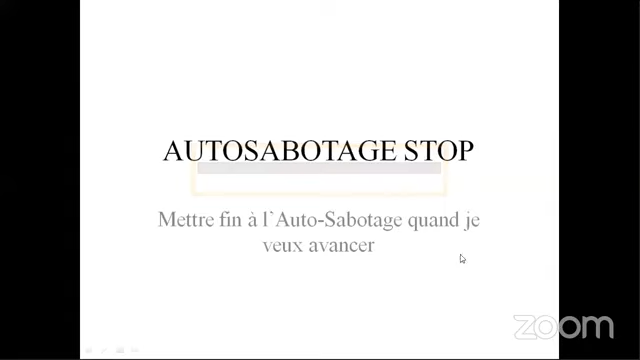 AUTOSABOTAGE STOP
Mettre fin à l’Auto-Sabotage quand je
veux avancer
zoom